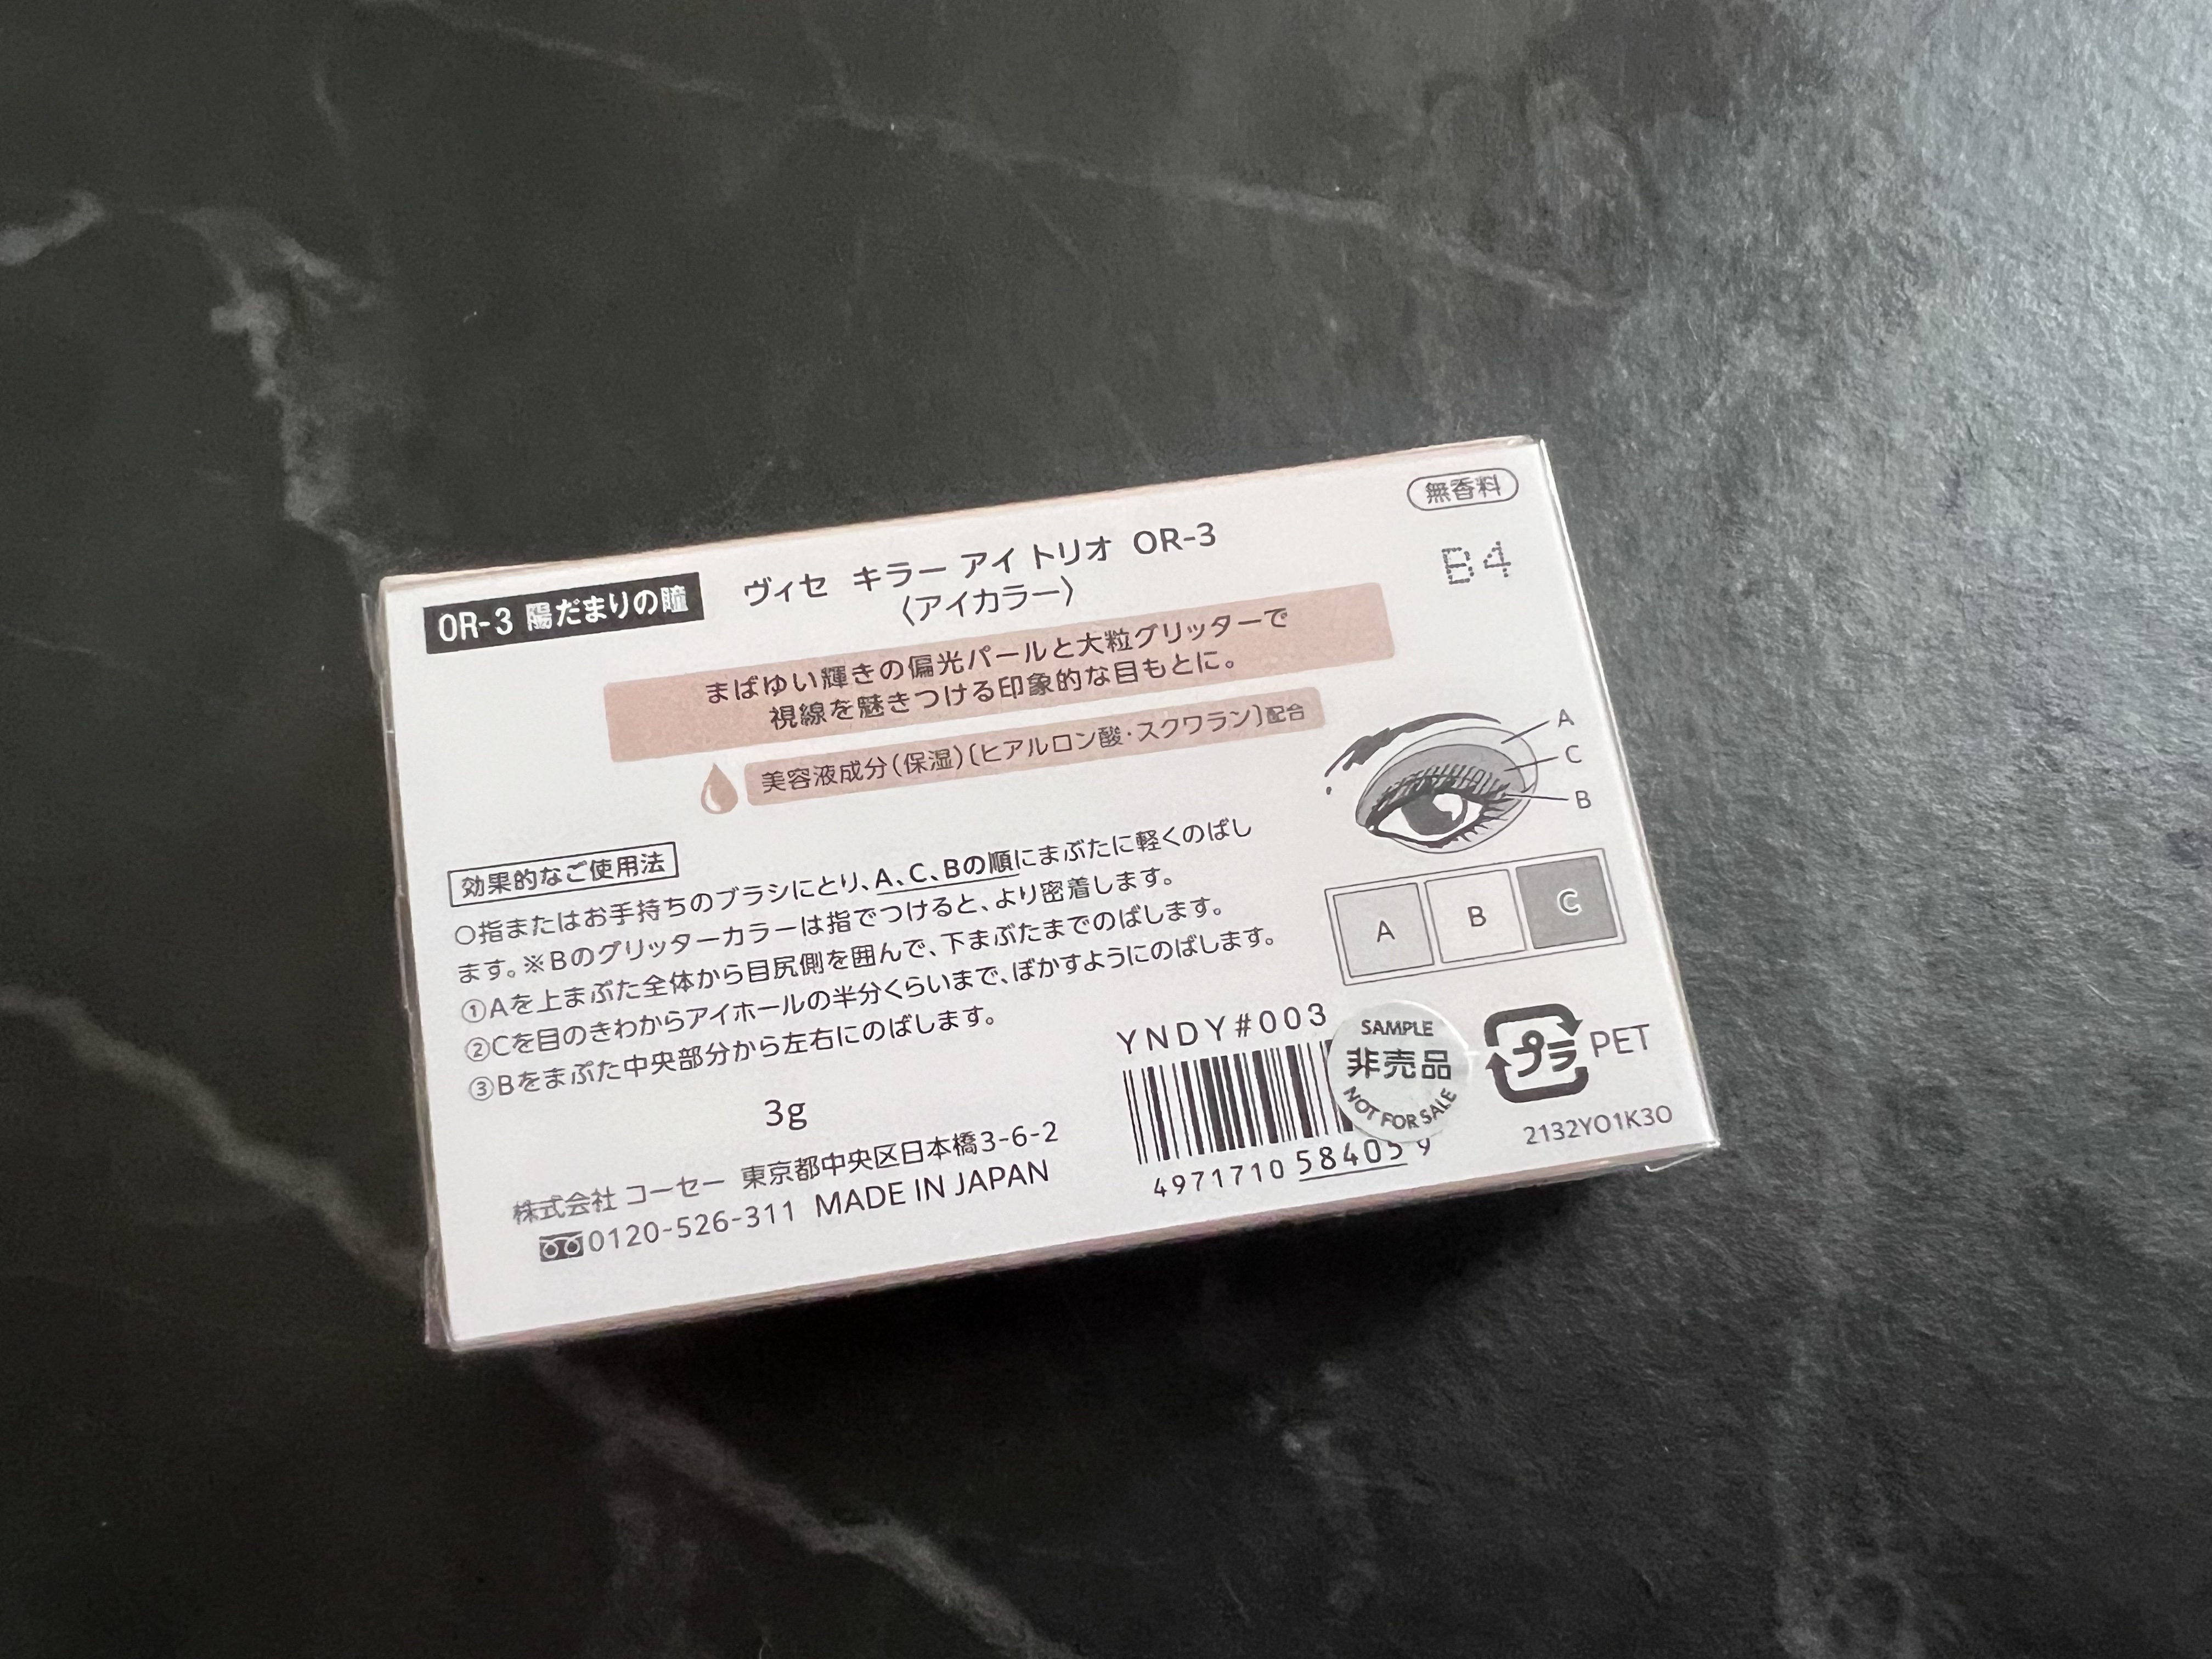 無香料
OR-3 陽だまりの瞳
ヴィセ キラー アイ トリオ OR-3
〈アイカラー〉
B4
まばゆい輝きの偏光パールと大粒グリッターで
視線を魅きつける印象的な目もとに。
美容液成分(保湿)〔ヒアルロン酸・スクワラン〕配合
A
C
B
効果的なご使用法
○指またはお手持ちのブラシにとり、A、C、Bの順にまぶたに軽くのばし
ます。※Bのグリッターカラーは指でつけると、より密着します。
①Aを上まぶた全体から目尻側を囲んで、下まぶたまでのばします。
②Cを目のきわからアイホールの半分くらいまで、ぼかすようにのばします。
③Bをまぶた中央部分から左右にのばします。
A B C
3g
株式会社 コーセー 東京都中央区日本橋3-6-2
0120-526-311 MADE IN JAPAN
YNDY#003
4971710 584059
SAMPLE
非売品
NOT FOR SALE
プラ PET
2132YO1K3O